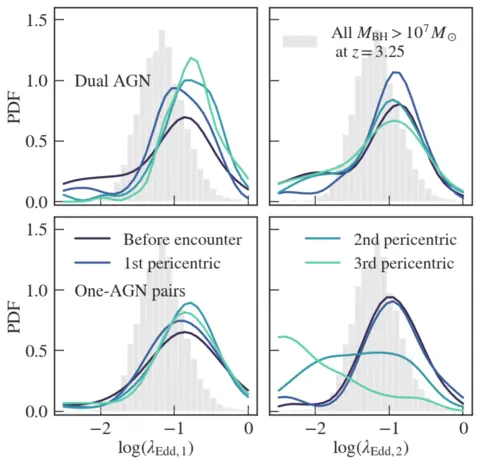 1.5
1.0
0.5
0.0
PDF
Dual AGN
All M_BH > 10^7 M_⊙
at z = 3.25
1.5
1.0
0.5
0.0
PDF
Before encounter
1st pericentric
One-AGN pairs
2nd pericentric
3rd pericentric
−2 −1 0
log(λ_Edd, 1)
−2 −1 0
log(λ_Edd, 2)